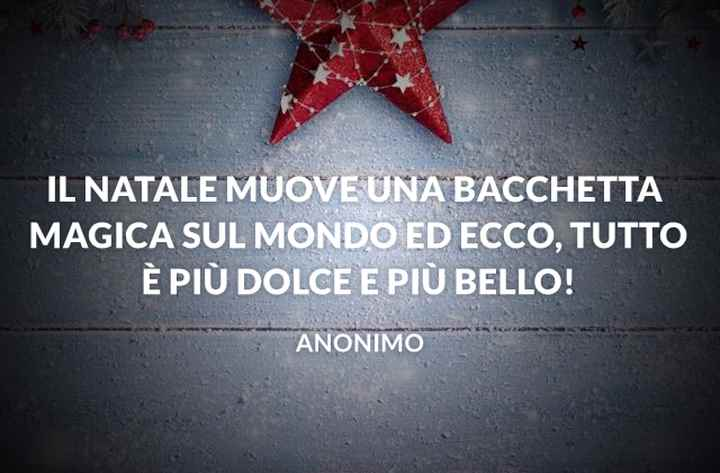 IL NATALE MUOVE UNA BACCHETTA
MAGICA SUL MONDO ED ECCO, TUTTO
È PIÙ DOLCE E PIÙ BELLO!
ANONIMO